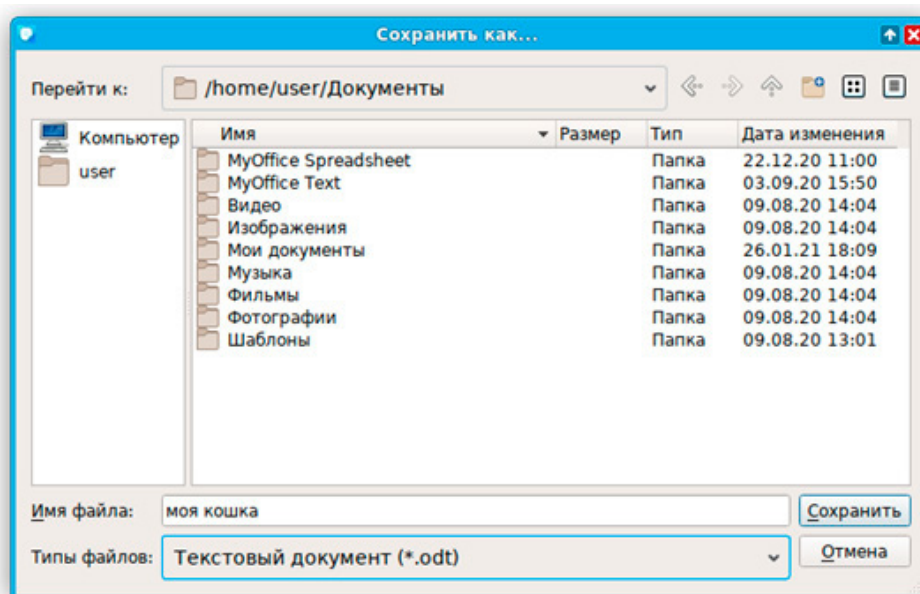 Сохранить как...
Перейти к: /home/user/Документы
Компьютер
user
Имя Размер Тип Дата изменения
MyOffice Spreadsheet Папка 22.12.20 11:00
MyOffice Text Папка 03.09.20 15:50
Видео Папка 09.08.20 14:04
Изображения Папка 09.08.20 14:04
Мои документы Папка 26.01.21 18:09
Музыка Папка 09.08.20 14:04
Фильмы Папка 09.08.20 14:04
Фотографии Папка 09.08.20 14:04
Шаблоны Папка 09.08.20 13:01
Имя файла: моя кошка Сохранить
Типы файлов: Текстовый документ (*.odt) Отмена